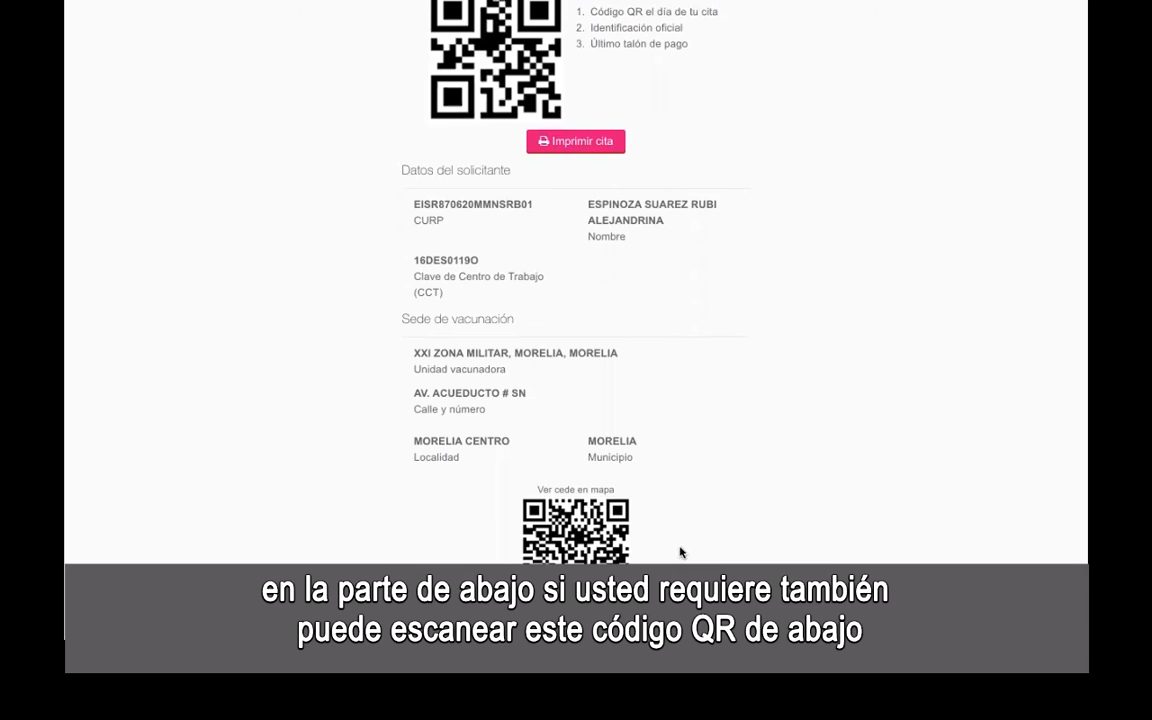 1. Código QR el día de tu cita
2. Identificación oficial
3. Último talón de pago
Imprimir cita
Datos del solicitante
EISR870620MMNSRB01
CURP
ESPINOZA SUAREZ RUBI
ALEJANDRINA
Nombre
16DES0119O
Clave de Centro de Trabajo
(CCT)
Sede de vacunación
XXI ZONA MILITAR, MORELIA, MORELIA
Unidad vacunadora
AV. ACUEDUCTO # SN
Calle y número
MORELIA CENTRO
Localidad
MORELIA
Municipio
Ver cede en mapa
en la parte de abajo si usted requiere también
puede escanear este código QR de abajo